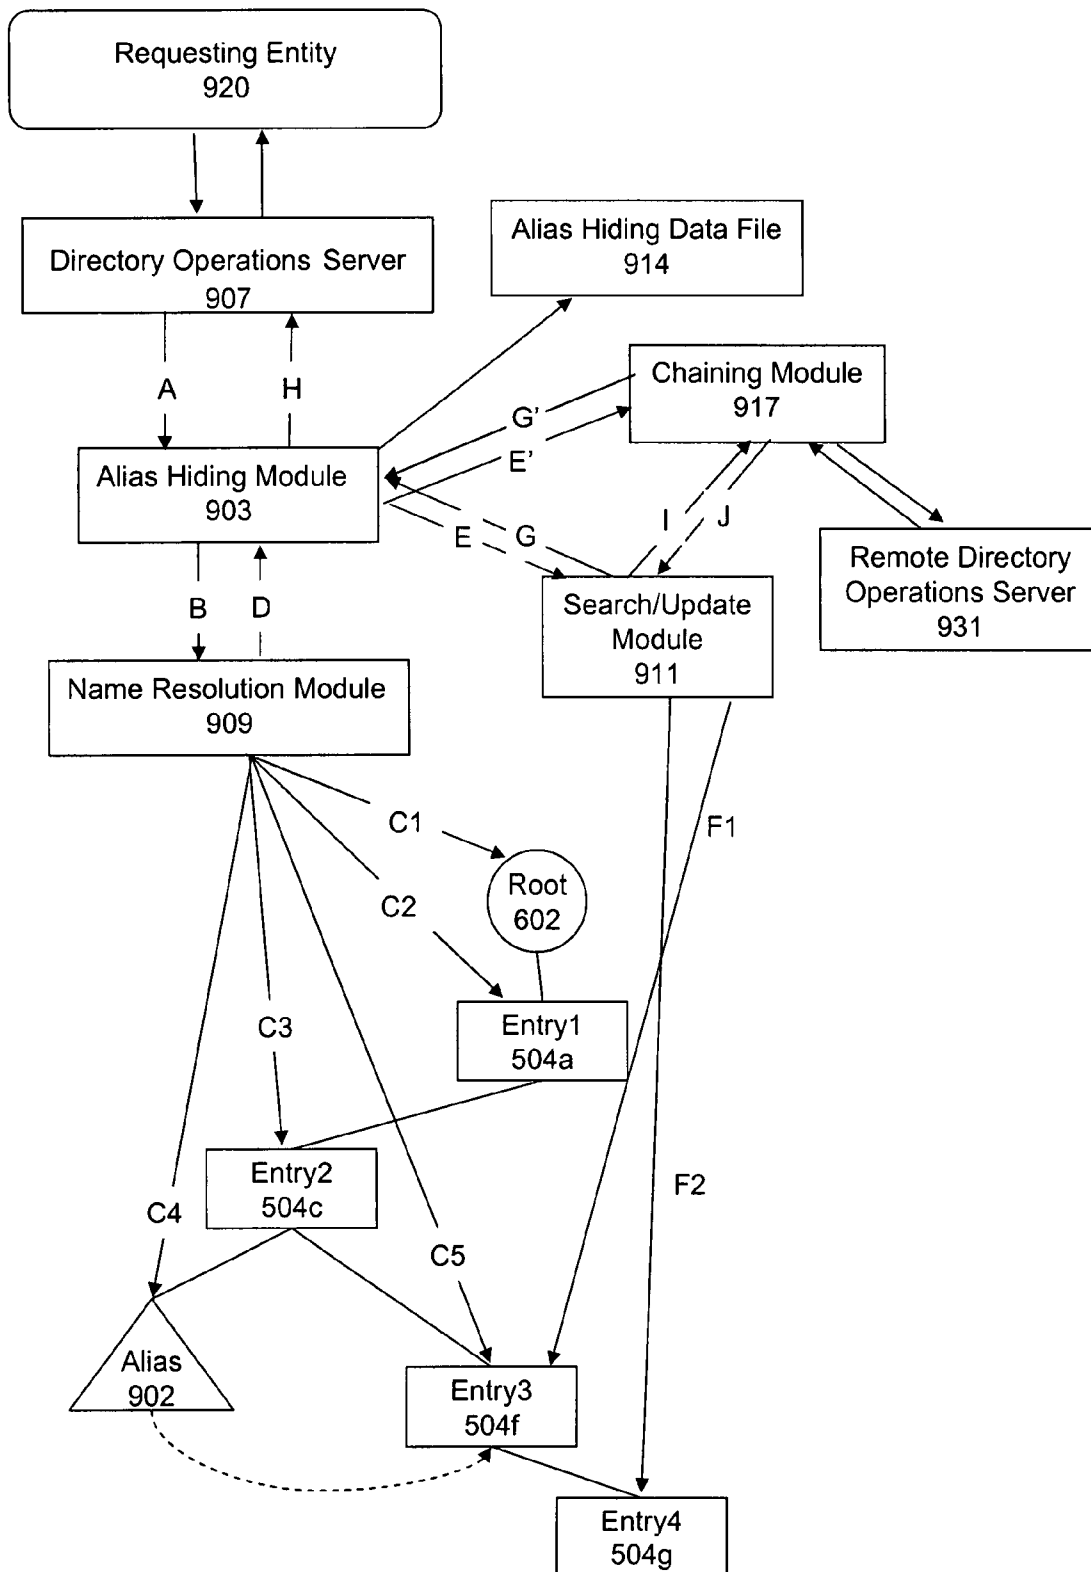 Requesting Entity
920
Directory Operations Server
907
Alias Hiding Data File
914
A
H
Chaining Module
917
G'
E'
Alias Hiding Module
903
E
G
I
J
Remote Directory
Operations Server
931
B
D
Search/Update
Module
911
Name Resolution Module
909
C1
F1
Root
602
C2
C3
Entry1
504a
Entry2
504c
F2
C4
C5
Alias
902
Entry3
504f
Entry4
504g